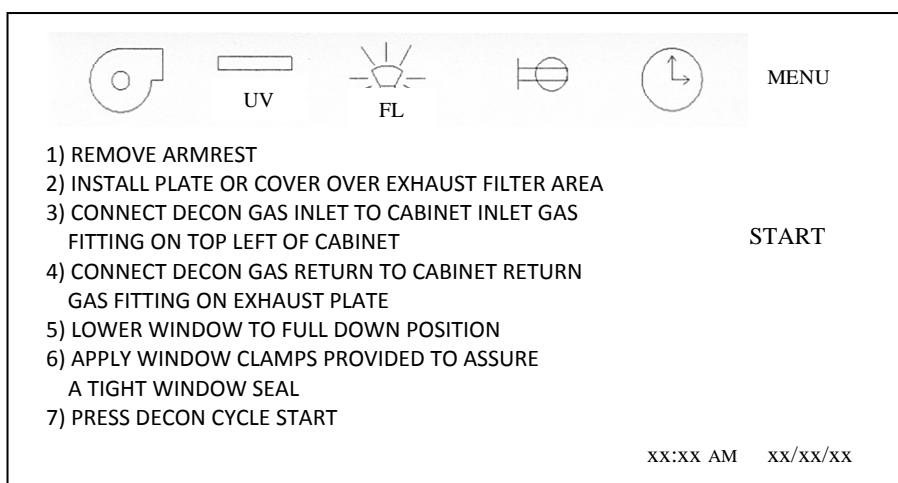 UV
FL
MENU
1) REMOVE ARMREST
2) INSTALL PLATE OR COVER OVER EXHAUST FILTER AREA
3) CONNECT DECON GAS INLET TO CABINET INLET GAS
FITTING ON TOP LEFT OF CABINET
START
4) CONNECT DECON GAS RETURN TO CABINET RETURN
GAS FITTING ON EXHAUST PLATE
5) LOWER WINDOW TO FULL DOWN POSITION
6) APPLY WINDOW CLAMPS PROVIDED TO ASSURE
A TIGHT WINDOW SEAL
7) PRESS DECON CYCLE START
xx:xx AM xx/xx/xx